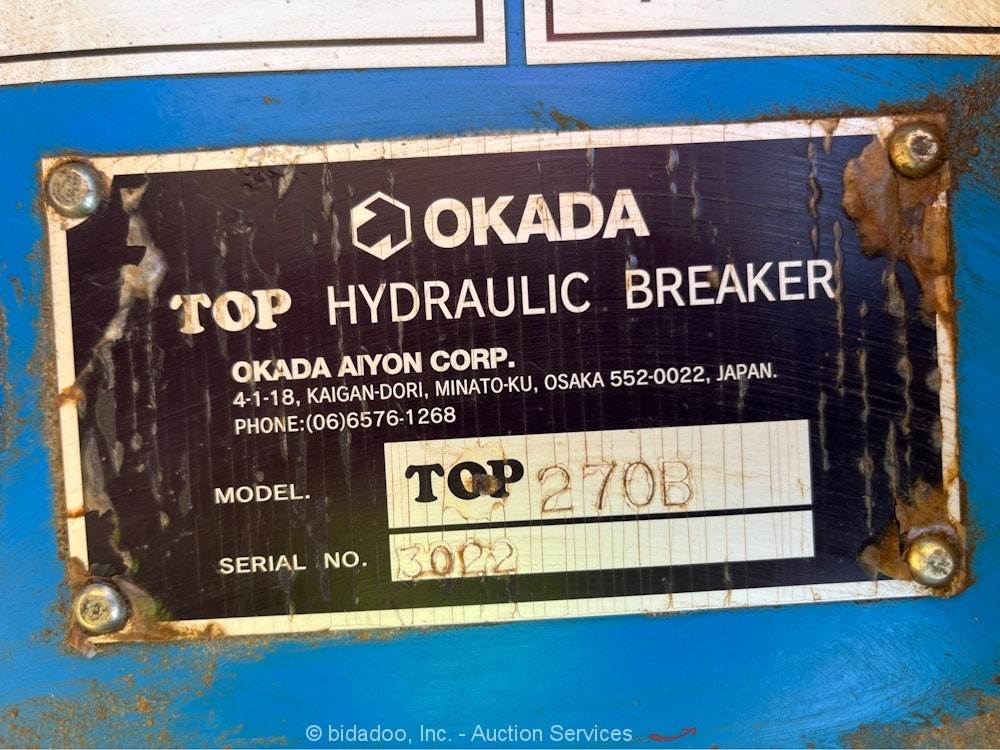 OKADA
TOP HYDRAULIC BREAKER
OKADA AIYON CORP.
4-1-18, KAIGAN-DORI, MINATO-KU, OSAKA 552-0022, JAPAN.
PHONE:(06)6576-1268
MODEL. TOP 270B
SERIAL NO. 3022
© bidadoo, Inc. - Auction Services